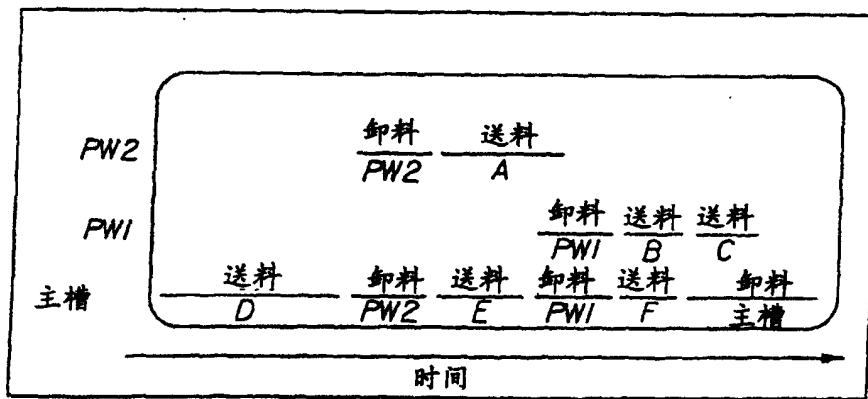 卸料 送料
PW2
PW2 A
卸料 送料 送料
PW1
PW1 B C
送料 卸料 送料 卸料 送料 卸料
主槽
D PW2 E PW1 F 主槽
时间